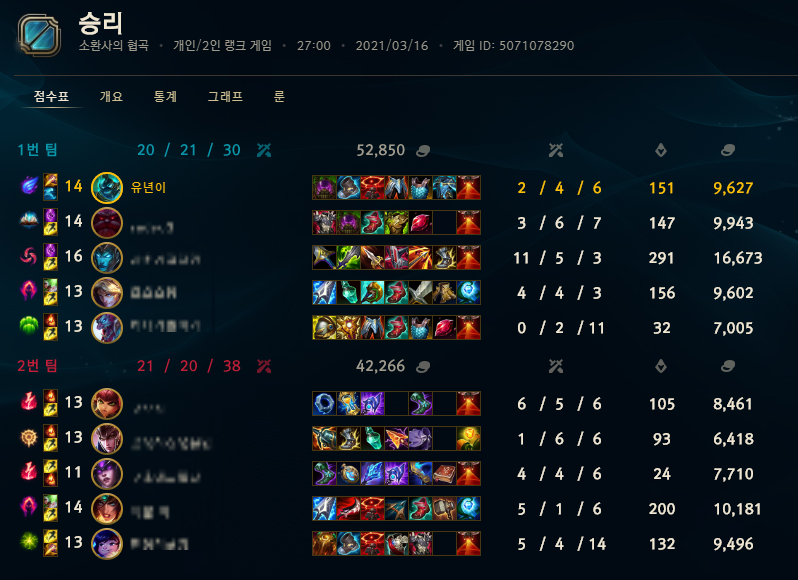 승리
소환사의 협곡 • 개인/2인 랭크 게임 • 27:00 • 2021/03/16 • 게임 ID: 5071078290
점수표 개요 통계 그래프 룬
1번 팀 20 / 21 / 30 52,850
14 유년이 2 / 4 / 6 151 9,627
14 3 / 6 / 7 147 9,943
16 11 / 5 / 3 291 16,673
13 4 / 4 / 3 156 9,602
13 0 / 2 / 11 32 7,005
2번 팀 21 / 20 / 38 42,266
13 6 / 5 / 6 105 8,461
13 1 / 6 / 6 93 6,418
11 4 / 4 / 6 24 7,710
14 5 / 1 / 6 200 10,181
13 5 / 4 / 14 132 9,496